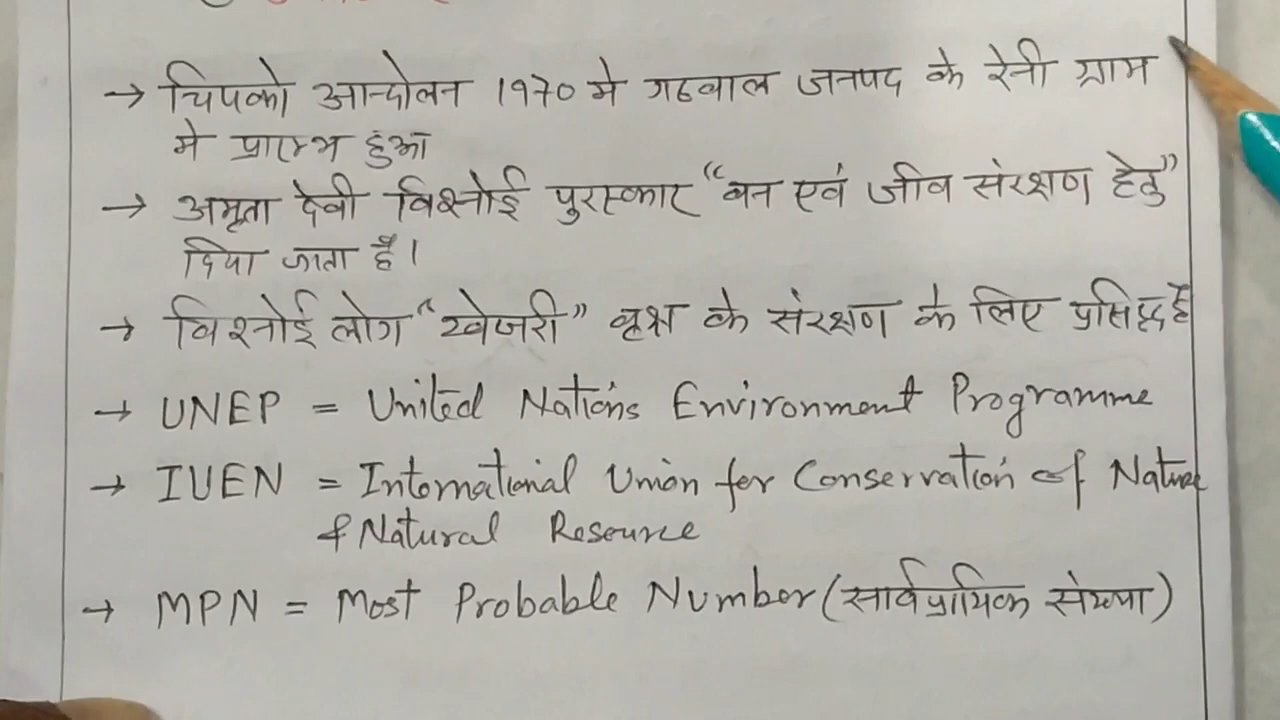 → चिपको आन्दोलन 1970 मे गढवाल जनपद के रेनी ग्राम
मे प्रारम्भ हुआ
→ अमृता देवी विश्नोई पुरस्कार “वन एवं जीव संरक्षण हेतु”
दिया जाता है।
→ विश्नोई लोग “खेजरी” वृक्ष के संरक्षण के लिए प्रसिद्ध है
→ UNEP = United Nations Environment Programme
→ IUEN = International Union for Conservation of Nature
& Natural Resource
→ MPN = Most Probable Number (सार्वप्रायिक संख्या)